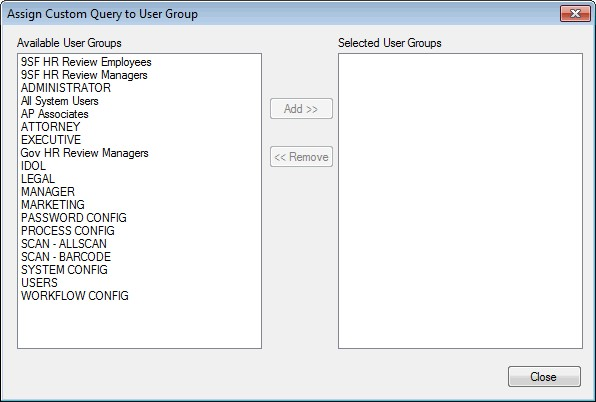 Assign Custom Query to User Group
Available User Groups
Selected User Groups
9SF HR Review Employees
9SF HR Review Managers
ADMINISTRATOR
All System Users
AP Associates
ATTORNEY
EXECUTIVE
Gov HR Review Managers
IDOL
LEGAL
MANAGER
MARKETING
PASSWORD CONFIG
PROCESS CONFIG
SCAN - ALLSCAN
SCAN - BARCODE
SYSTEM CONFIG
USERS
WORKFLOW CONFIG
Add >>
<< Remove
Close